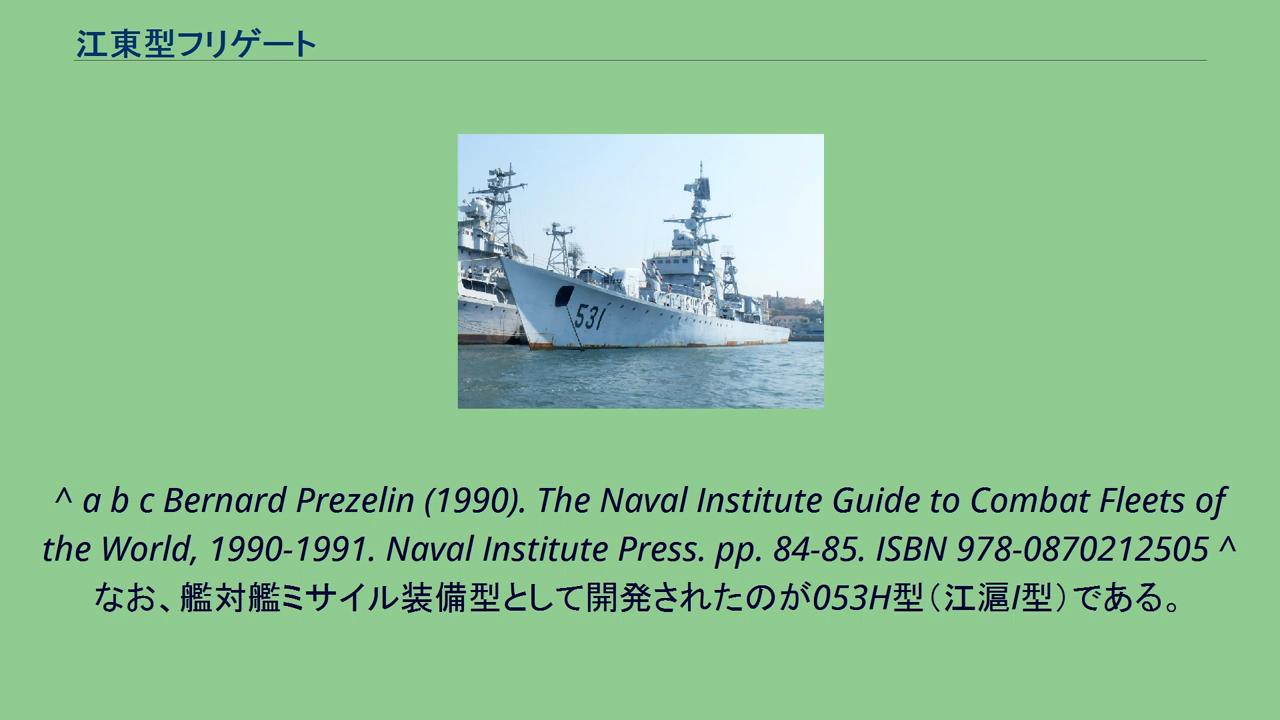 江東型フリゲート
531
^ a b c Bernard Prezelin (1990). The Naval Institute Guide to Combat Fleets of
the World, 1990-1991. Naval Institute Press. pp. 84-85. ISBN 978-0870212505 ^
なお、艦対艦ミサイル装備型として開発されたのが053H型（江滬I型）である。